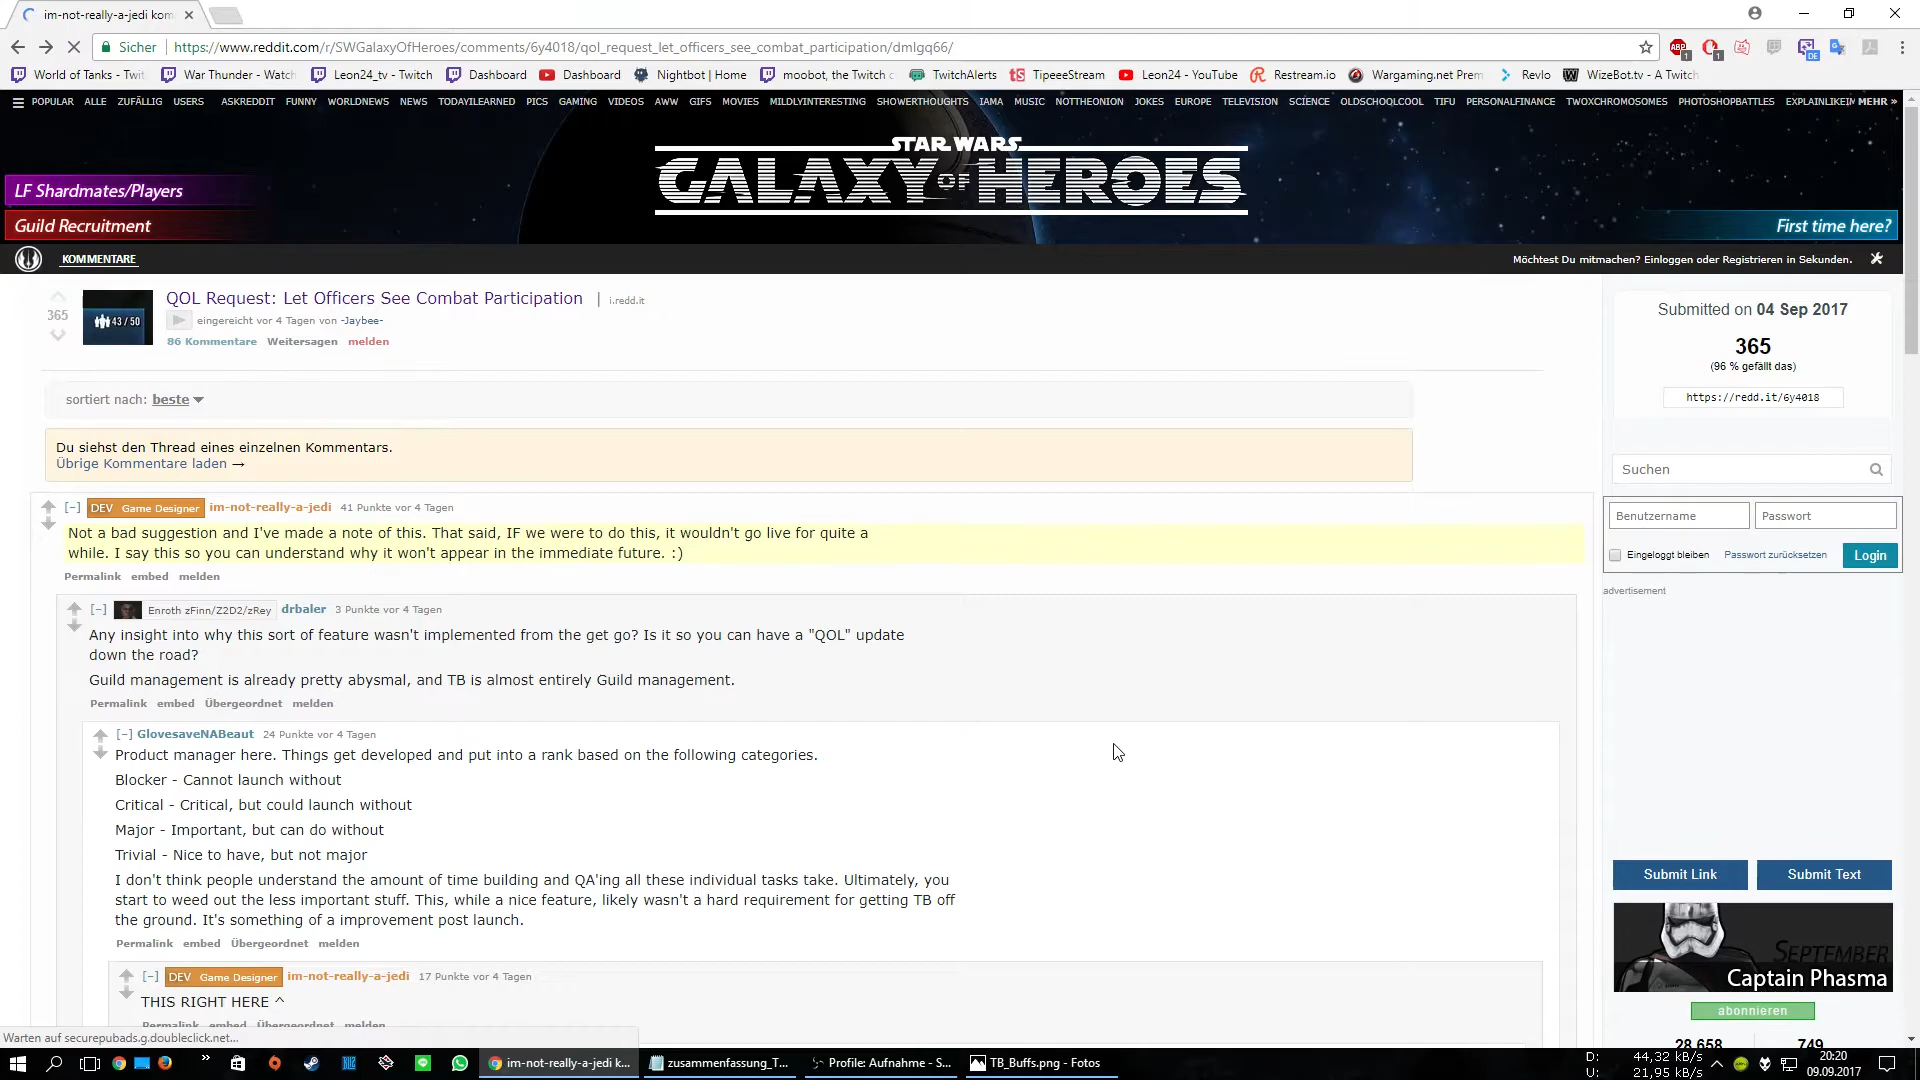 im-not-really-a-jedi kom
Sicher
https://www.reddit.com/r/SWGalaxyOfHeroes/comments/6y4018/qol_request_let_officers_see_combat_participation/dmlgq66/
World of Tanks - Twit
War Thunder - Watch
Leon24_tv - Twitch
Dashboard
Dashboard
Nightbot | Home
moobot, the Twitch c
TwitchAlerts
TipeeeStream
Leon24 - YouTube
Restream.io
Wargaming.net Prem
Revlo
WizeBot.tv - A Twitch
POPULAR ALLE ZUFÄLLIG USERS ASKREDDIT FUNNY WORLDNEWS NEWS TODAYILEARNED PICS GAMING VIDEOS AWW GIFS MOVIES MILDLYINTERESTING SHOWERTHOUGHTS IAMA MUSIC NOTTHEONION JOKES EUROPE TELEVISION SCIENCE OLDSCHOOLCOOL TIFU PERSONALFINANCE TWOXCHROMOSOMES PHOTOSHOPBATTLES EXPLAINLIKEIM MEHR »
STAR WARS
GALAXY OF HEROES
LF Shardmates/Players
Guild Recruitment
First time here?
KOMMENTARE
Möchtest Du mitmachen? Einloggen oder Registrieren in Sekunden.
365
43 / 50
QOL Request: Let Officers See Combat Participation | i.redd.it
eingereicht vor 4 Tagen von -Jaybee-
86 Kommentare Weitersagen melden
sortiert nach: beste
Du siehst den Thread eines einzelnen Kommentars.
Übrige Kommentare laden →
[–] DEV Game Designer im-not-really-a-jedi 41 Punkte vor 4 Tagen
Not a bad suggestion and I've made a note of this. That said, IF we were to do this, it wouldn't go live for quite a
while. I say this so you can understand why it won't appear in the immediate future. :)
Permalink embed melden
[–] Enroth zFinn/Z2D2/zRey drbaler 3 Punkte vor 4 Tagen
Any insight into why this sort of feature wasn't implemented from the get go? Is it so you can have a "QOL" update
down the road?
Guild management is already pretty abysmal, and TB is almost entirely Guild management.
Permalink embed Übergeordnet melden
[–] GlovesaveNABeaut 24 Punkte vor 4 Tagen
Product manager here. Things get developed and put into a rank based on the following categories.
Blocker - Cannot launch without
Critical - Critical, but could launch without
Major - Important, but can do without
Trivial - Nice to have, but not major
I don't think people understand the amount of time building and QA'ing all these individual tasks take. Ultimately, you
start to weed out the less important stuff. This, while a nice feature, likely wasn't a hard requirement for getting TB off
the ground. It's something of a improvement post launch.
Permalink embed Übergeordnet melden
[–] DEV Game Designer im-not-really-a-jedi 17 Punkte vor 4 Tagen
THIS RIGHT HERE ^
Permalink embed Übergeordnet melden
Submitted on 04 Sep 2017
365
(96 % gefällt das)
https://redd.it/6y4018
Suchen
Benutzername
Passwort
Eingeloggt bleiben
Passwort zurücksetzen
Login
advertisement
Submit Link
Submit Text
SEPTEMBER
Captain Phasma
abonnieren
28.658
749
Warten auf securepubads.g.doubleclick.net...
im-not-really-a-jedi k...
zusammenfassung_T...
Profile: Aufnahme - S...
TB_Buffs.png - Fotos
D: 44,32 kB/s
U: 21,95 kB/s
20:20
09.09.2017